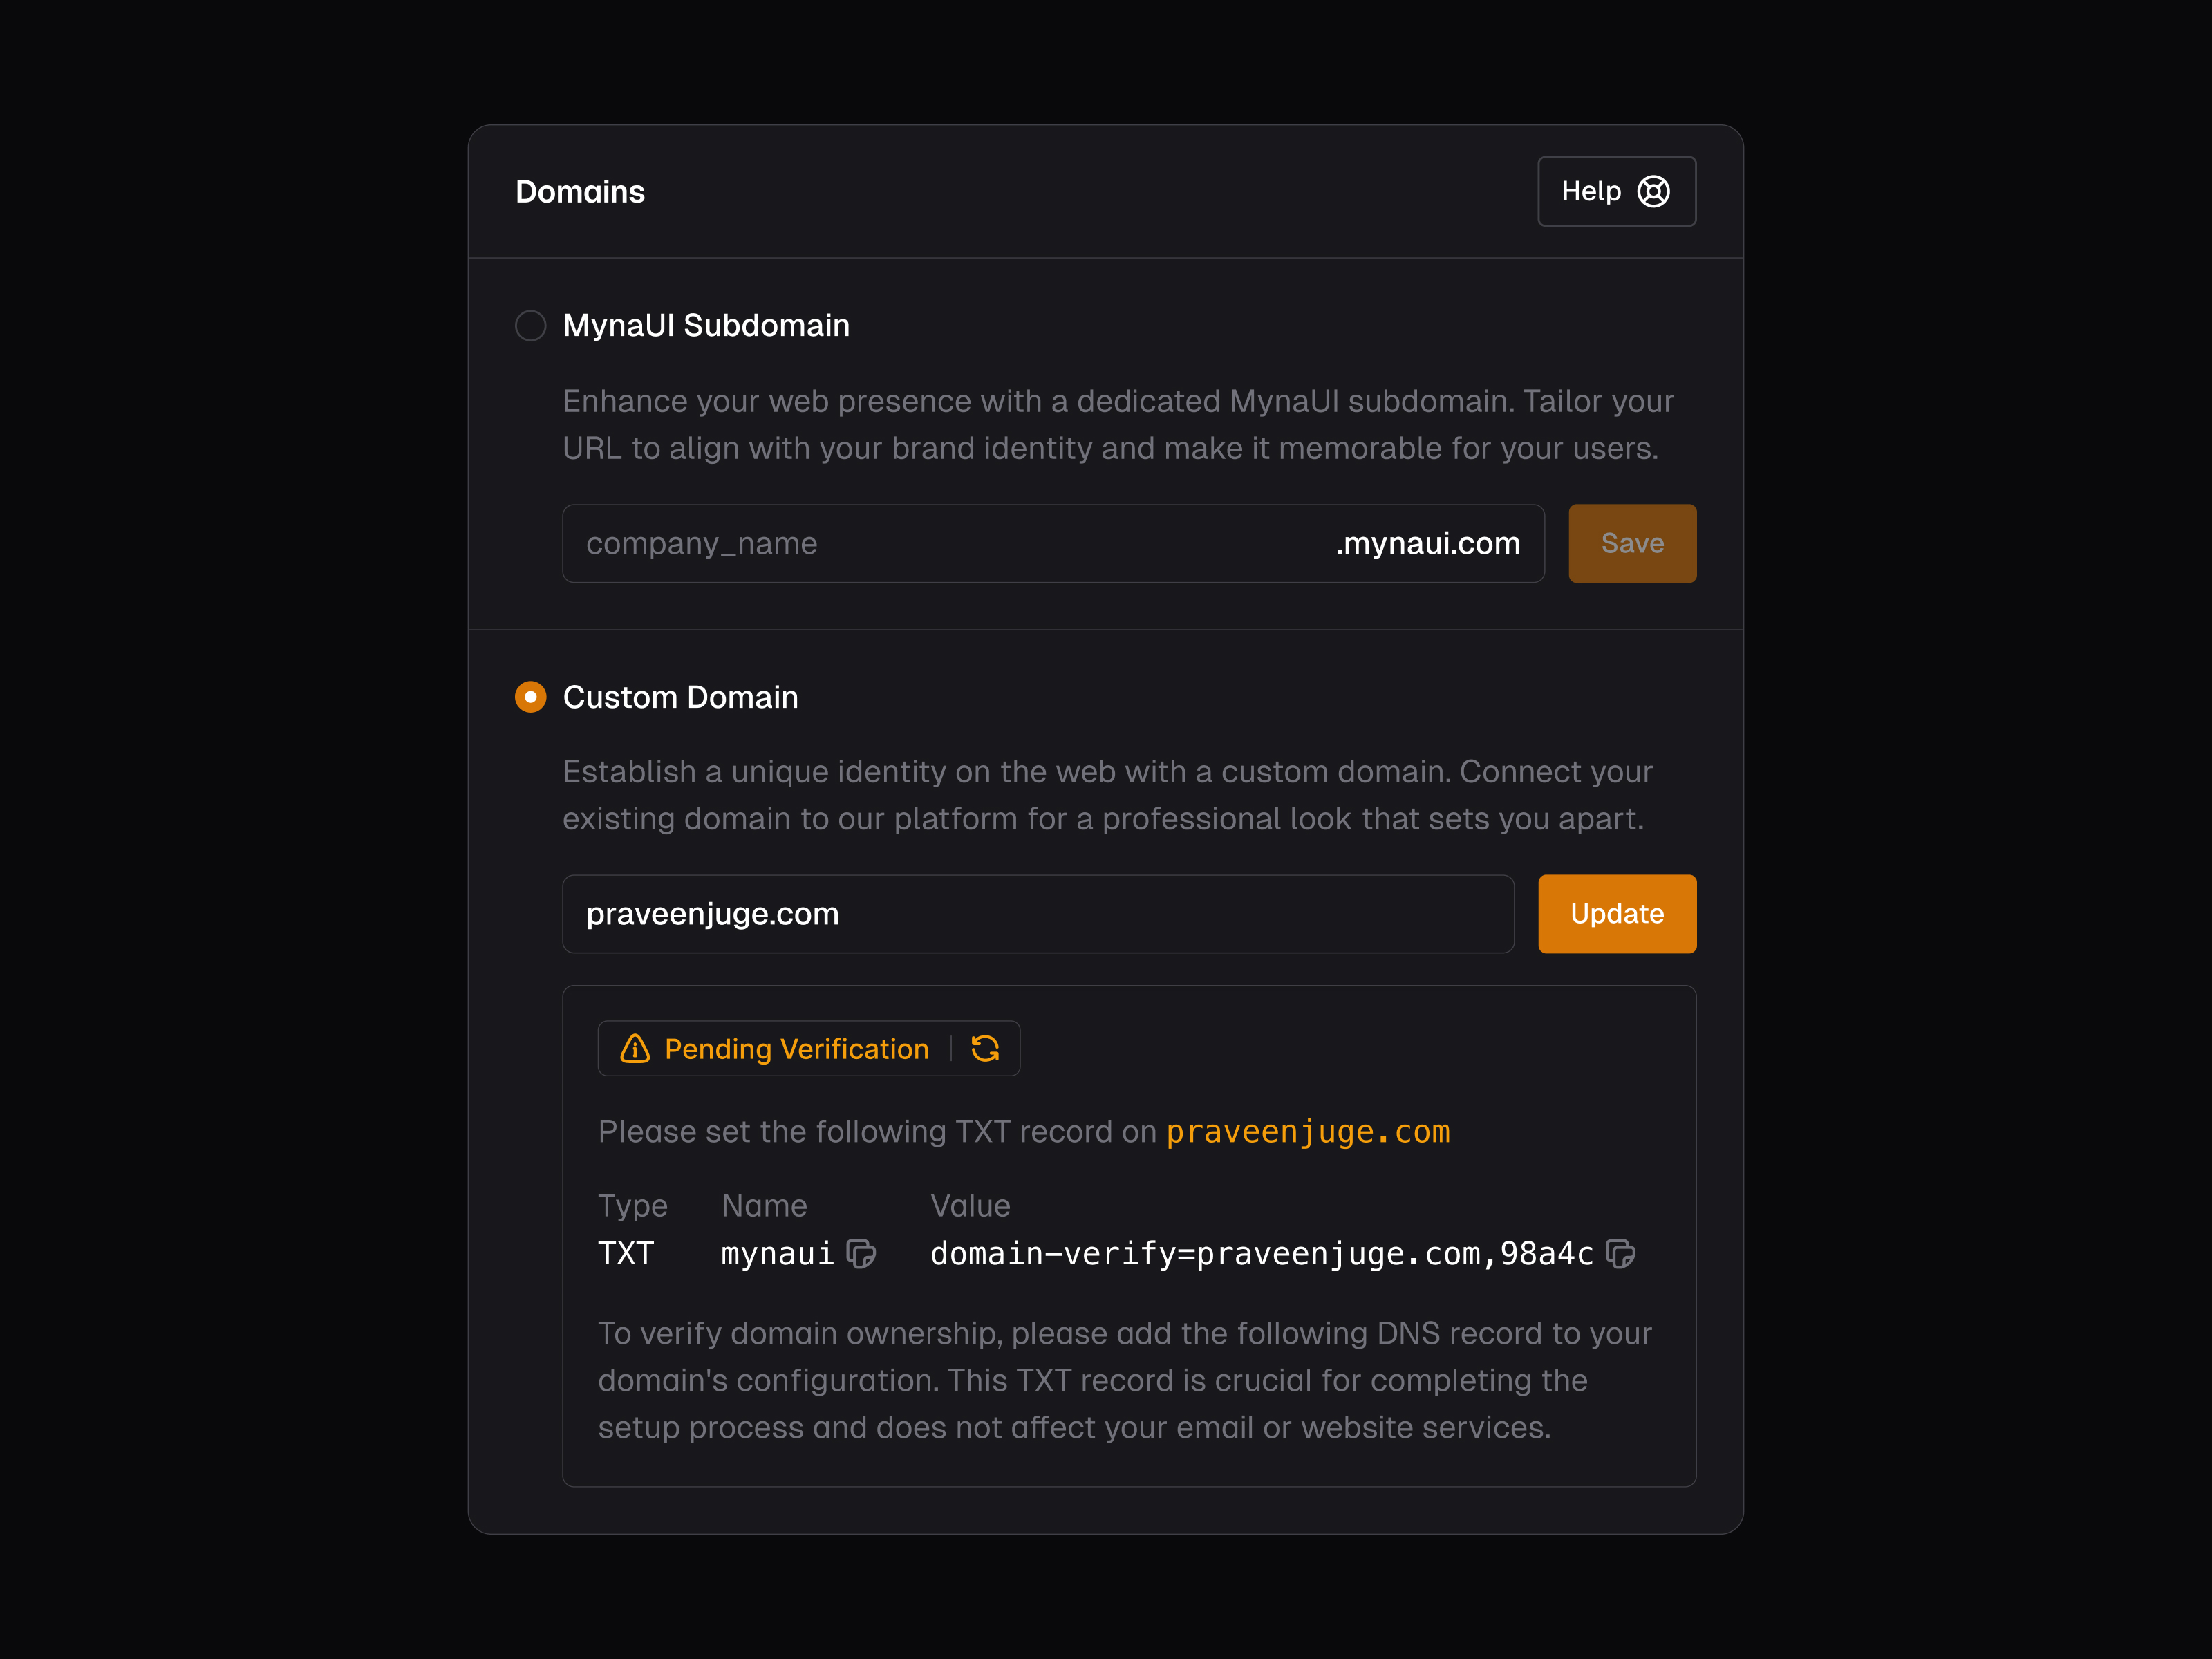 Domains
Help
MynaUI Subdomain
Enhance your web presence with a dedicated MynaUI subdomain. Tailor your
URL to align with your brand identity and make it memorable for your users.
company_name .mynaui.com Save
Custom Domain
Establish a unique identity on the web with a custom domain. Connect your
existing domain to our platform for a professional look that sets you apart.
praveenjuge.com Update
Pending Verification
Please set the following TXT record on praveenjuge.com
Type Name Value
TXT mynaui domain-verify=praveenjuge.com,98a4c
To verify domain ownership, please add the following DNS record to your
domain's configuration. This TXT record is crucial for completing the
setup process and does not affect your email or website services.